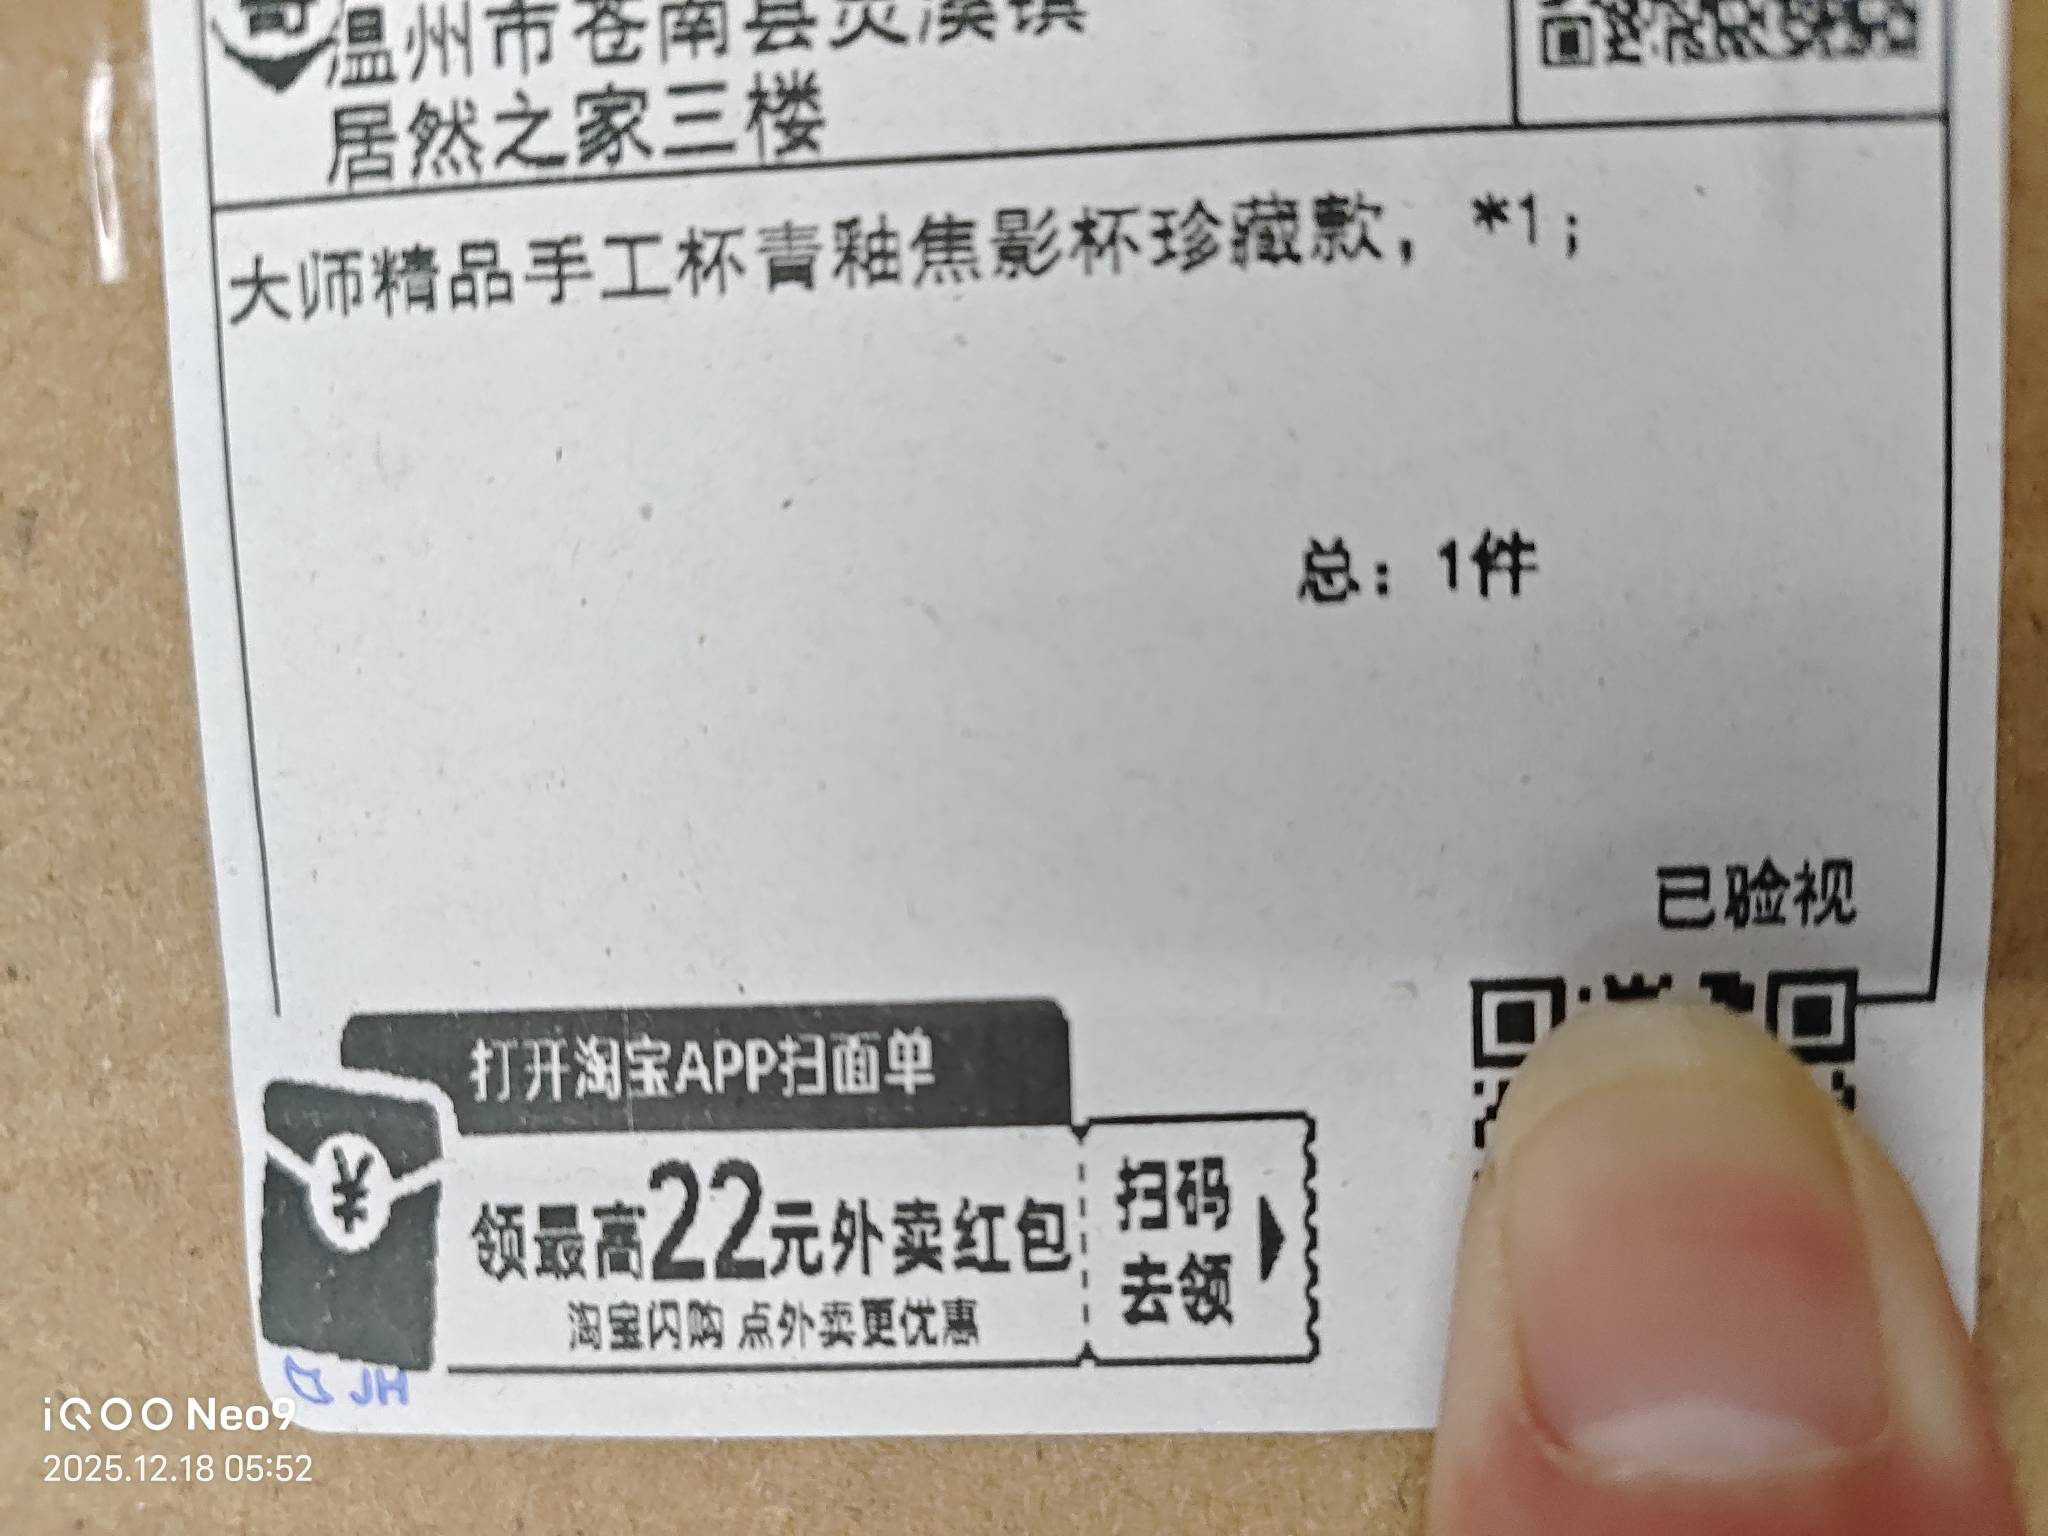 寄
温州市苍南县灵溪镇
居然之家三楼
大师精品手工杯青釉焦影杯珍藏款，*1；
总：1件
已验视
打开淘宝APP扫面单
领最高22元外卖红包
扫码
去领
淘宝闪购 点外卖更优惠
JH
iQOO Neo9
2025.12.18 05:52